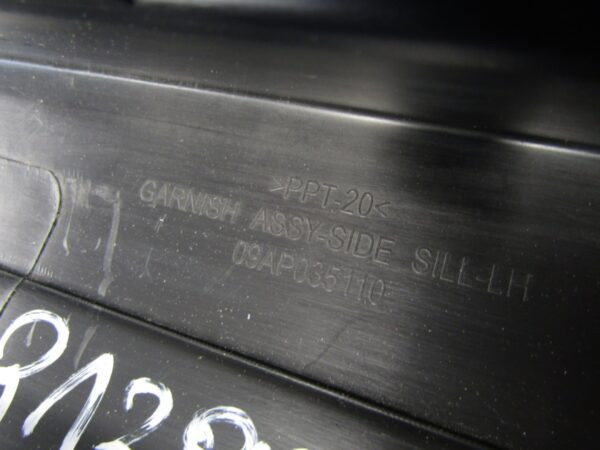 >PPT-20<
GARNISH ASSY-SIDE SILL-LH
09AP035110